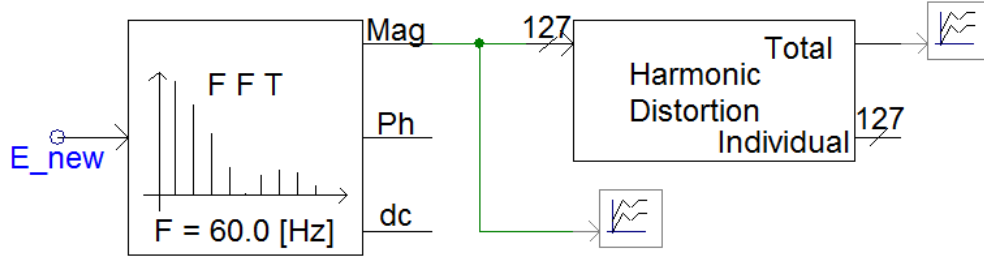 Mag
127
Total
F F T
Harmonic
Distortion
Ph
127
E_new
Individual
dc
F = 60.0 [Hz]